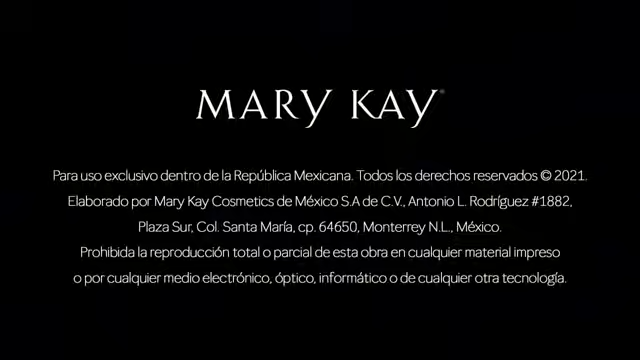 MARY KAY®
Para uso exclusivo dentro de la República Mexicana. Todos los derechos reservados © 2021.
Elaborado por Mary Kay Cosmetics de México S.A de C.V., Antonio L. Rodríguez #1882,
Plaza Sur, Col. Santa María, cp. 64650, Monterrey N.L., México.
Prohibida la reproducción total o parcial de esta obra en cualquier material impreso
o por cualquier medio electrónico, óptico, informático o de cualquier otra tecnología.